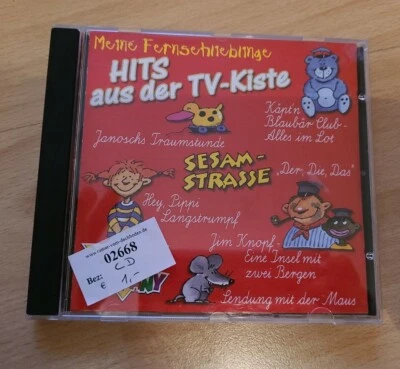 Meine Fernsehlieblinge
HITS
aus der TV-Kiste
Käpt'n
Blaubär Club -
Alles im Lot
Janoschs Traumstunde
SESAM-
STRASSE
„Der, Die, Das"
Hey, Pippi
Langstrumpf
Jim Knopf -
Eine Insel mit
zwei Bergen
Sendung mit der Maus
02668
CD
Bez:
€ 1,-